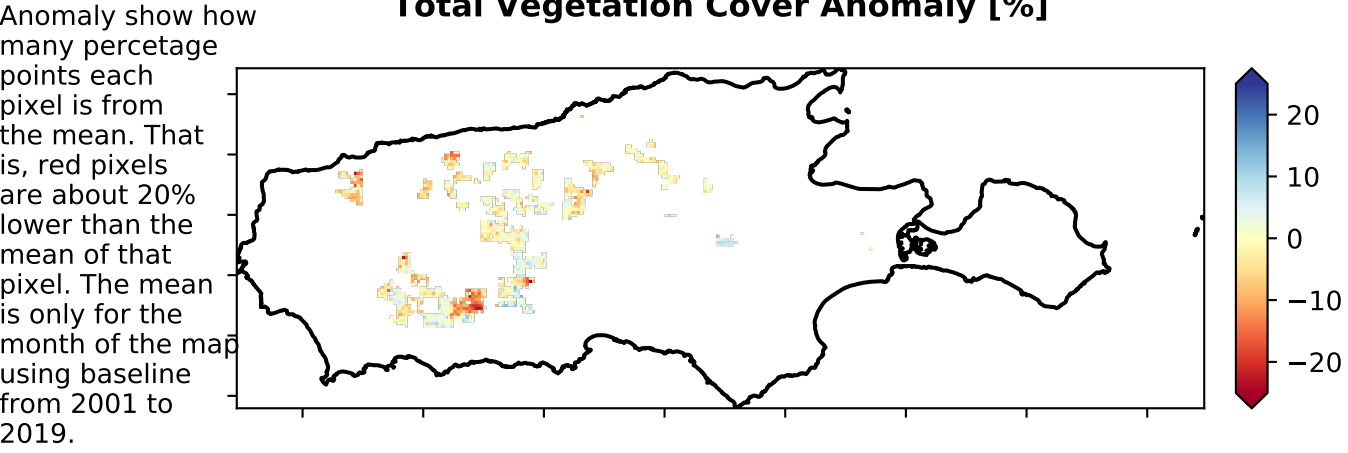 Total Vegetation Cover Anomaly [%]
Anomaly show how
many percetage
points each
pixel is from
the mean. That
is, red pixels
are about 20%
lower than the
mean of that
pixel. The mean
is only for the
month of the map
using baseline
from 2001 to
2019.
20
10
0
−10
−20